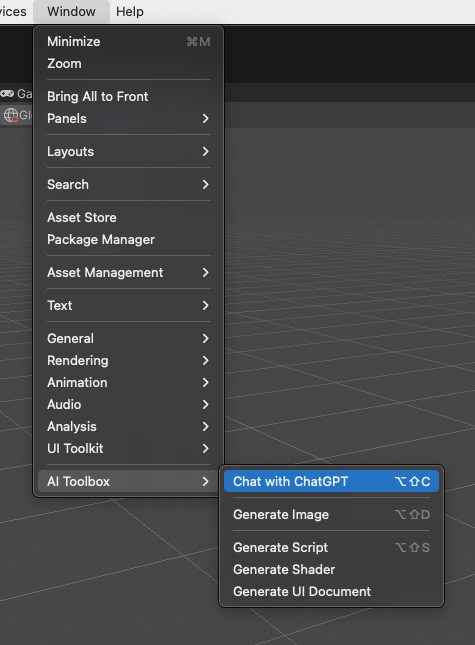 vices Window Help
Minimize ⌘M
Zoom
Bring All to Front
Panels
Layouts
Search
Asset Store
Package Manager
Asset Management
Text
General
Rendering
Animation
Audio
Analysis
UI Toolkit
AI Toolbox
Chat with ChatGPT ⌥⇧C
Generate Image ⌥⇧D
Generate Script ⌥⇧S
Generate Shader
Generate UI Document
Ga
Gl